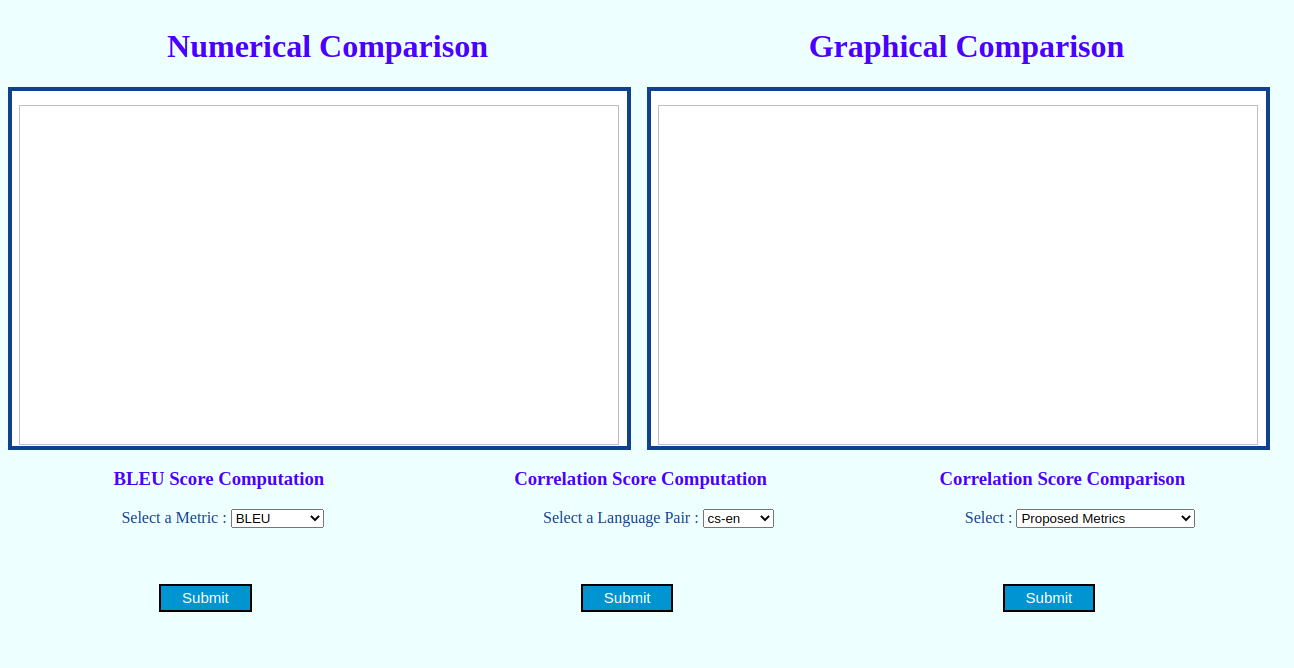 Numerical Comparison
Graphical Comparison
BLEU Score Computation
Correlation Score Computation
Correlation Score Comparison
Select a Metric : BLEU
Select a Language Pair : cs-en
Select : Proposed Metrics
Submit
Submit
Submit